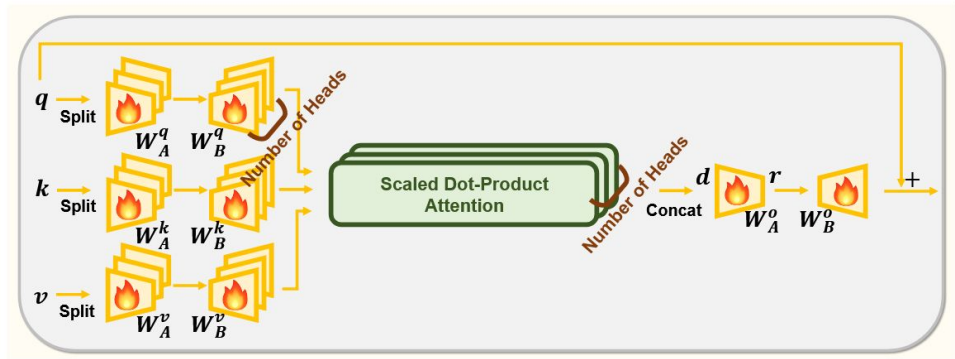 q
Split
W_A^q
W_B^q
Number of Heads
k
Split
W_A^k
W_B^k
v
Split
W_A^v
W_B^v
Scaled Dot-Product
Attention
Number of Heads
Concat
d
W_A^o
r
W_B^o
+